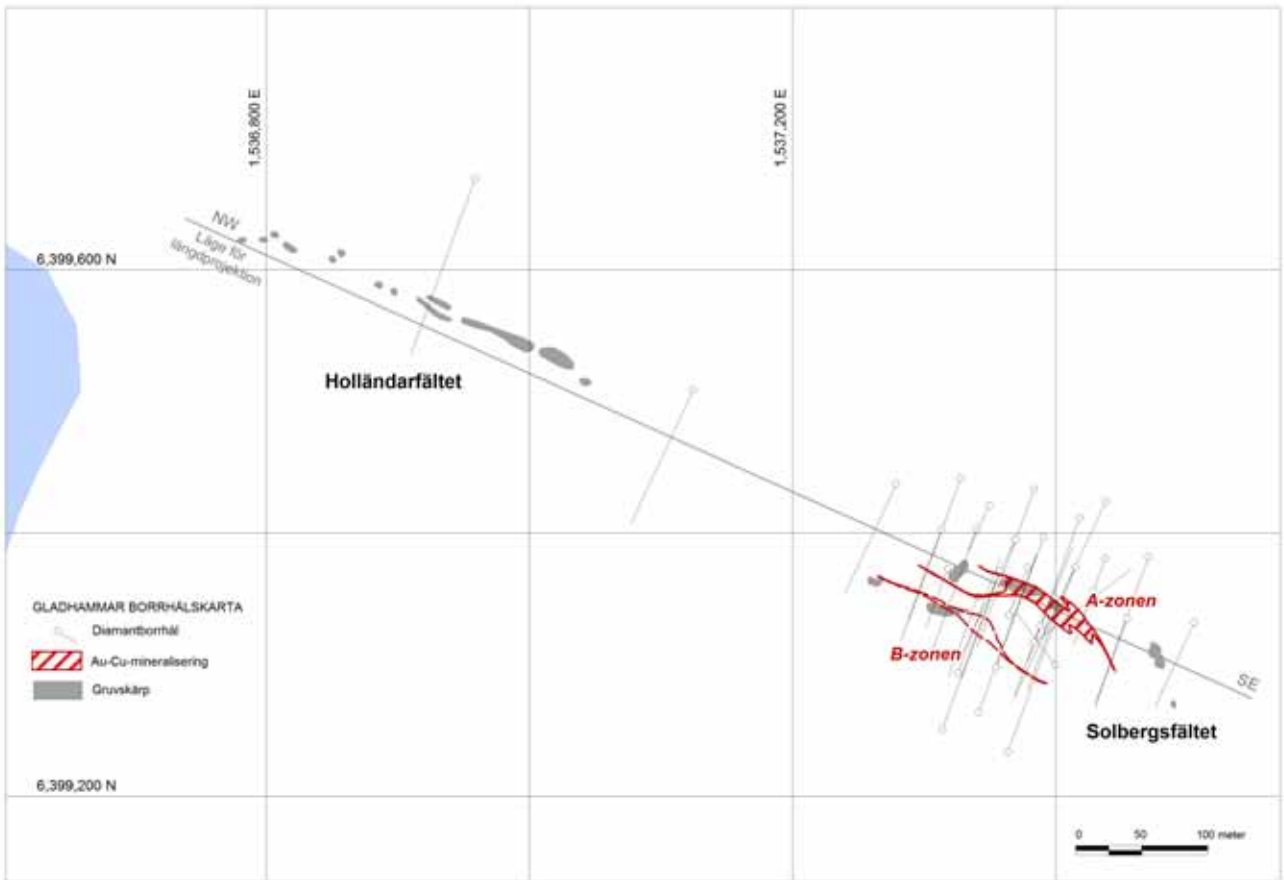 1,536,800 E
1,537,200 E
NW
Läge för
längdprojektion
6,399,600 N
Holländarfältet
GLADHAMMAR BORRHÅLSKARTA
Diamantborrhål
Au-Cu-mineralisering
Gruvskärp
A-zonen
B-zonen
SE
Solbergsfältet
6,399,200 N
0 50 100 meter